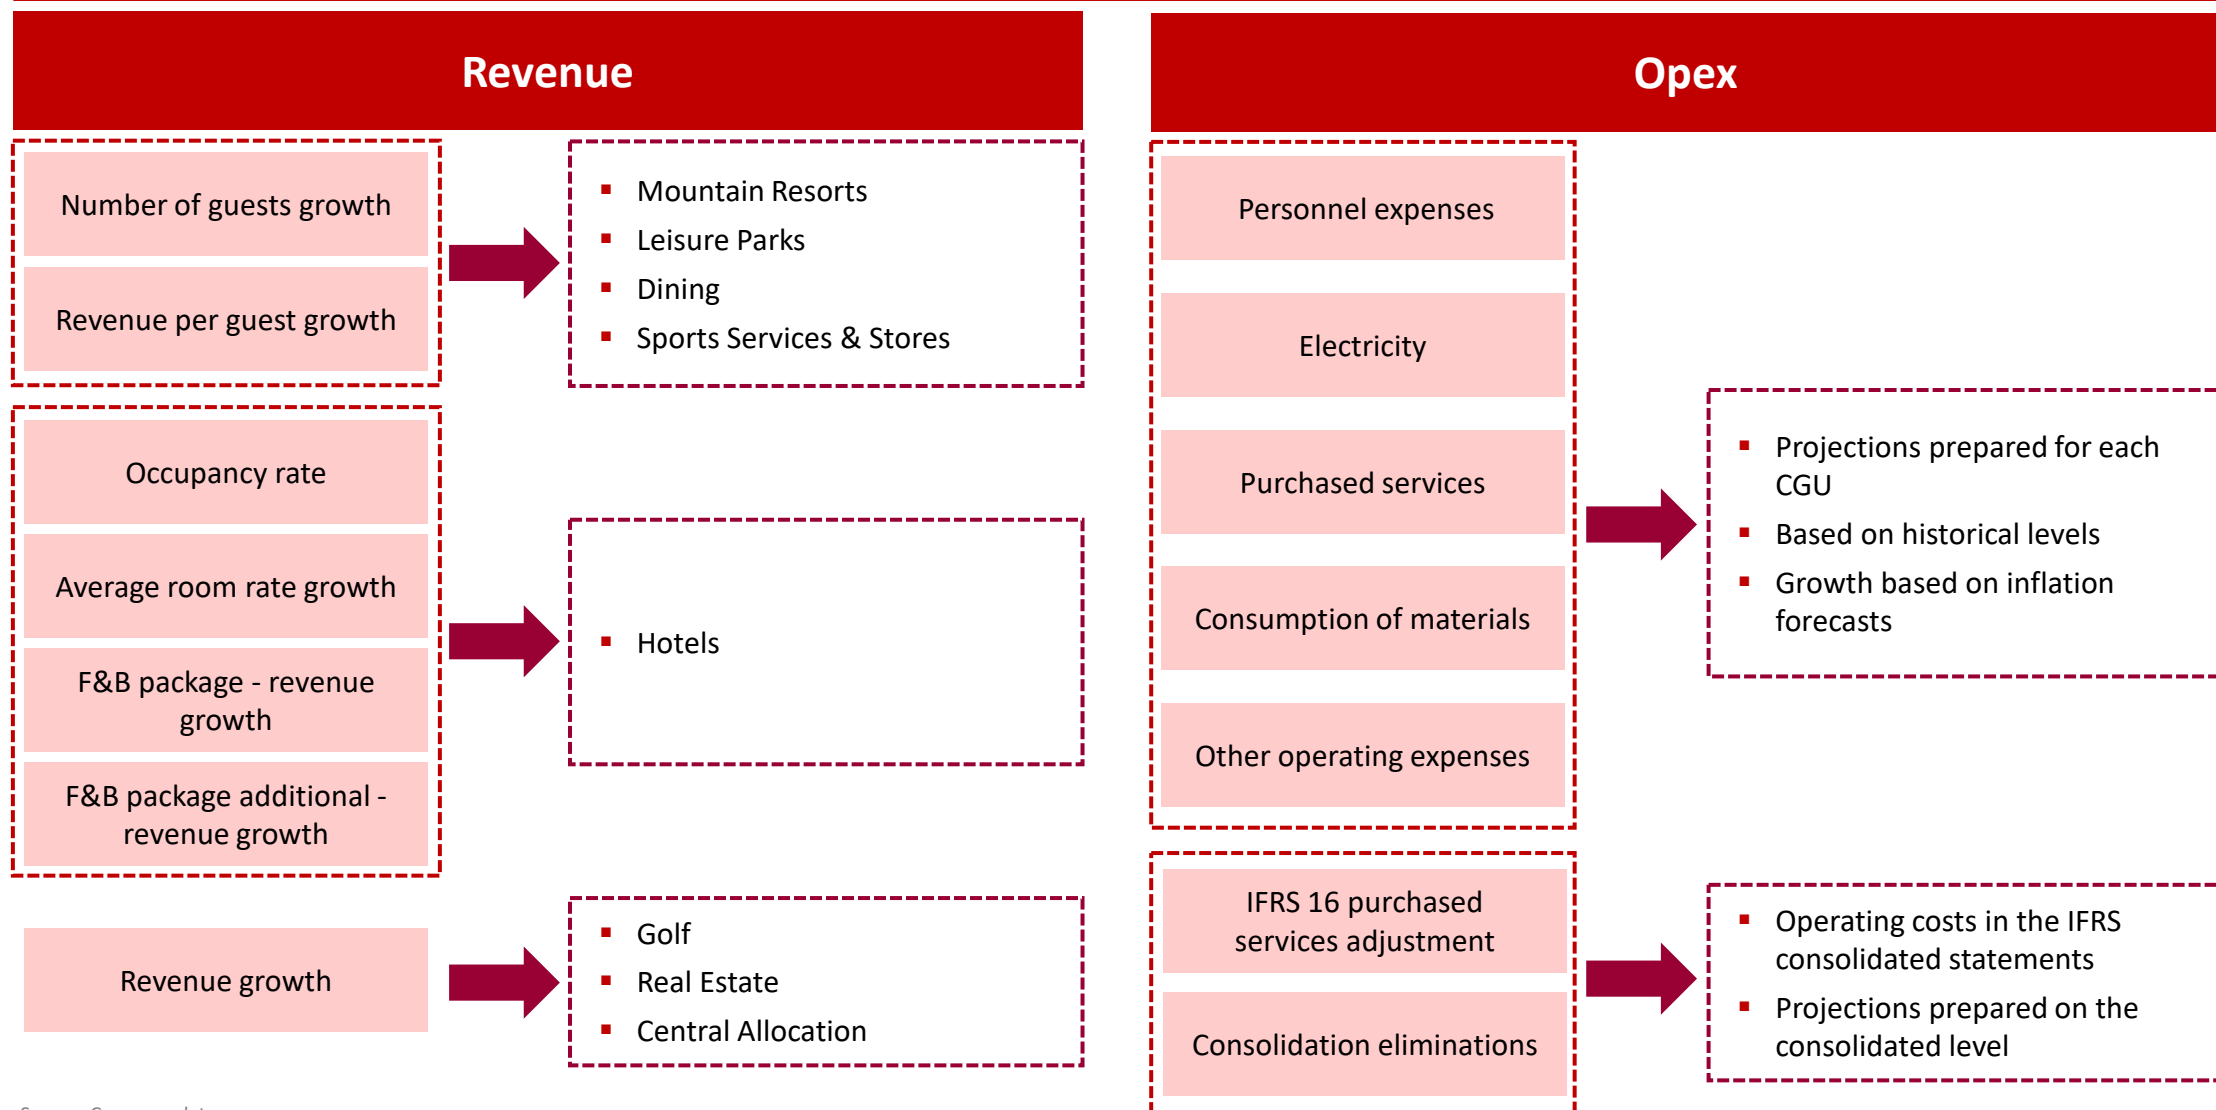 Revenue
Number of guests growth
Revenue per guest growth
▪ Mountain Resorts
▪ Leisure Parks
▪ Dining
▪ Sports Services & Stores
Occupancy rate
Average room rate growth
F&B package - revenue
growth
F&B package additional -
revenue growth
▪ Hotels
Revenue growth
▪ Golf
▪ Real Estate
▪ Central Allocation
Opex
Personnel expenses
Electricity
Purchased services
Consumption of materials
Other operating expenses
▪ Projections prepared for each
CGU
▪ Based on historical levels
▪ Growth based on inflation
forecasts
IFRS 16 purchased
services adjustment
Consolidation eliminations
▪ Operating costs in the IFRS
consolidated statements
▪ Projections prepared on the
consolidated level